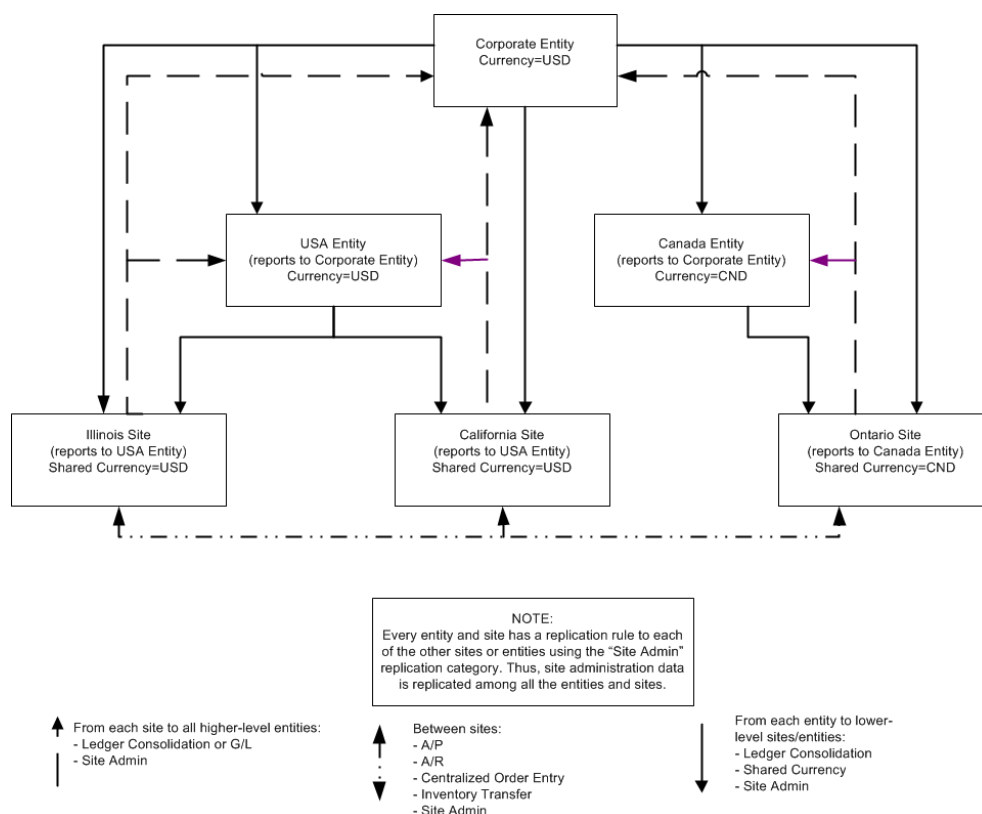 Corporate Entity
Currency=USD
USA Entity
(reports to Corporate Entity)
Currency=USD
Canada Entity
(reports to Corporate Entity)
Currency=CND
Illinois Site
(reports to USA Entity)
Shared Currency=USD
California Site
(reports to USA Entity)
Shared Currency=USD
Ontario Site
(reports to Canada Entity)
Shared Currency=CND
NOTE:
Every entity and site has a replication rule to each
of the other sites or entities using the “Site Admin”
replication category. Thus, site administration data
is replicated among all the entities and sites.
From each site to all higher-level entities:
- Ledger Consolidation or G/L
- Site Admin
Between sites:
- A/P
- A/R
- Centralized Order Entry
- Inventory Transfer
- Site Admin
From each entity to lower-
level sites/entities:
- Ledger Consolidation
- Shared Currency
- Site Admin